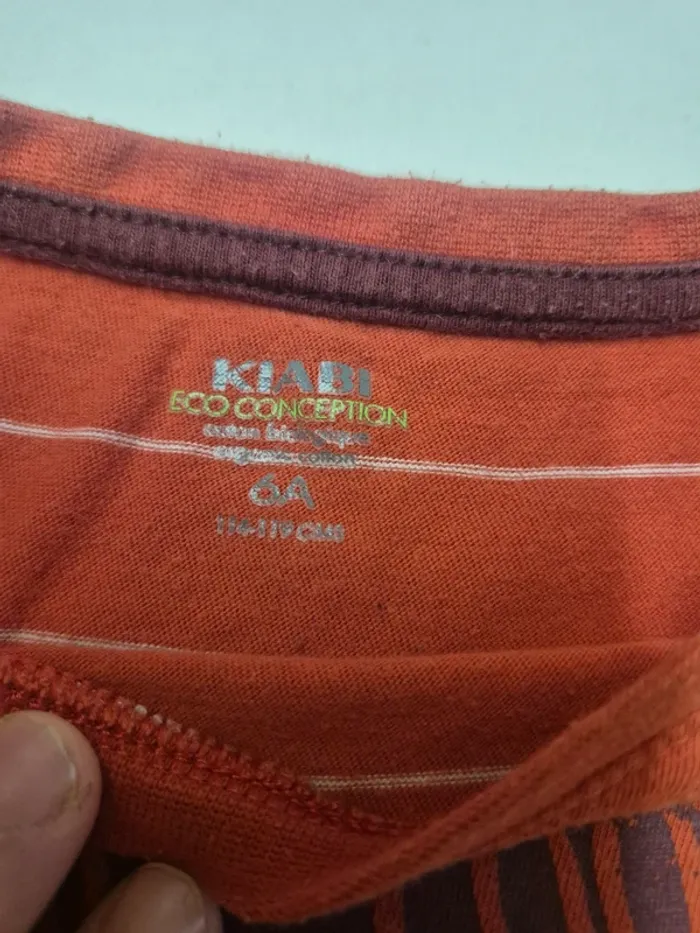 KIABI
ECO CONCEPTION
coton biologique
organic cotton
6A
114-119 CM